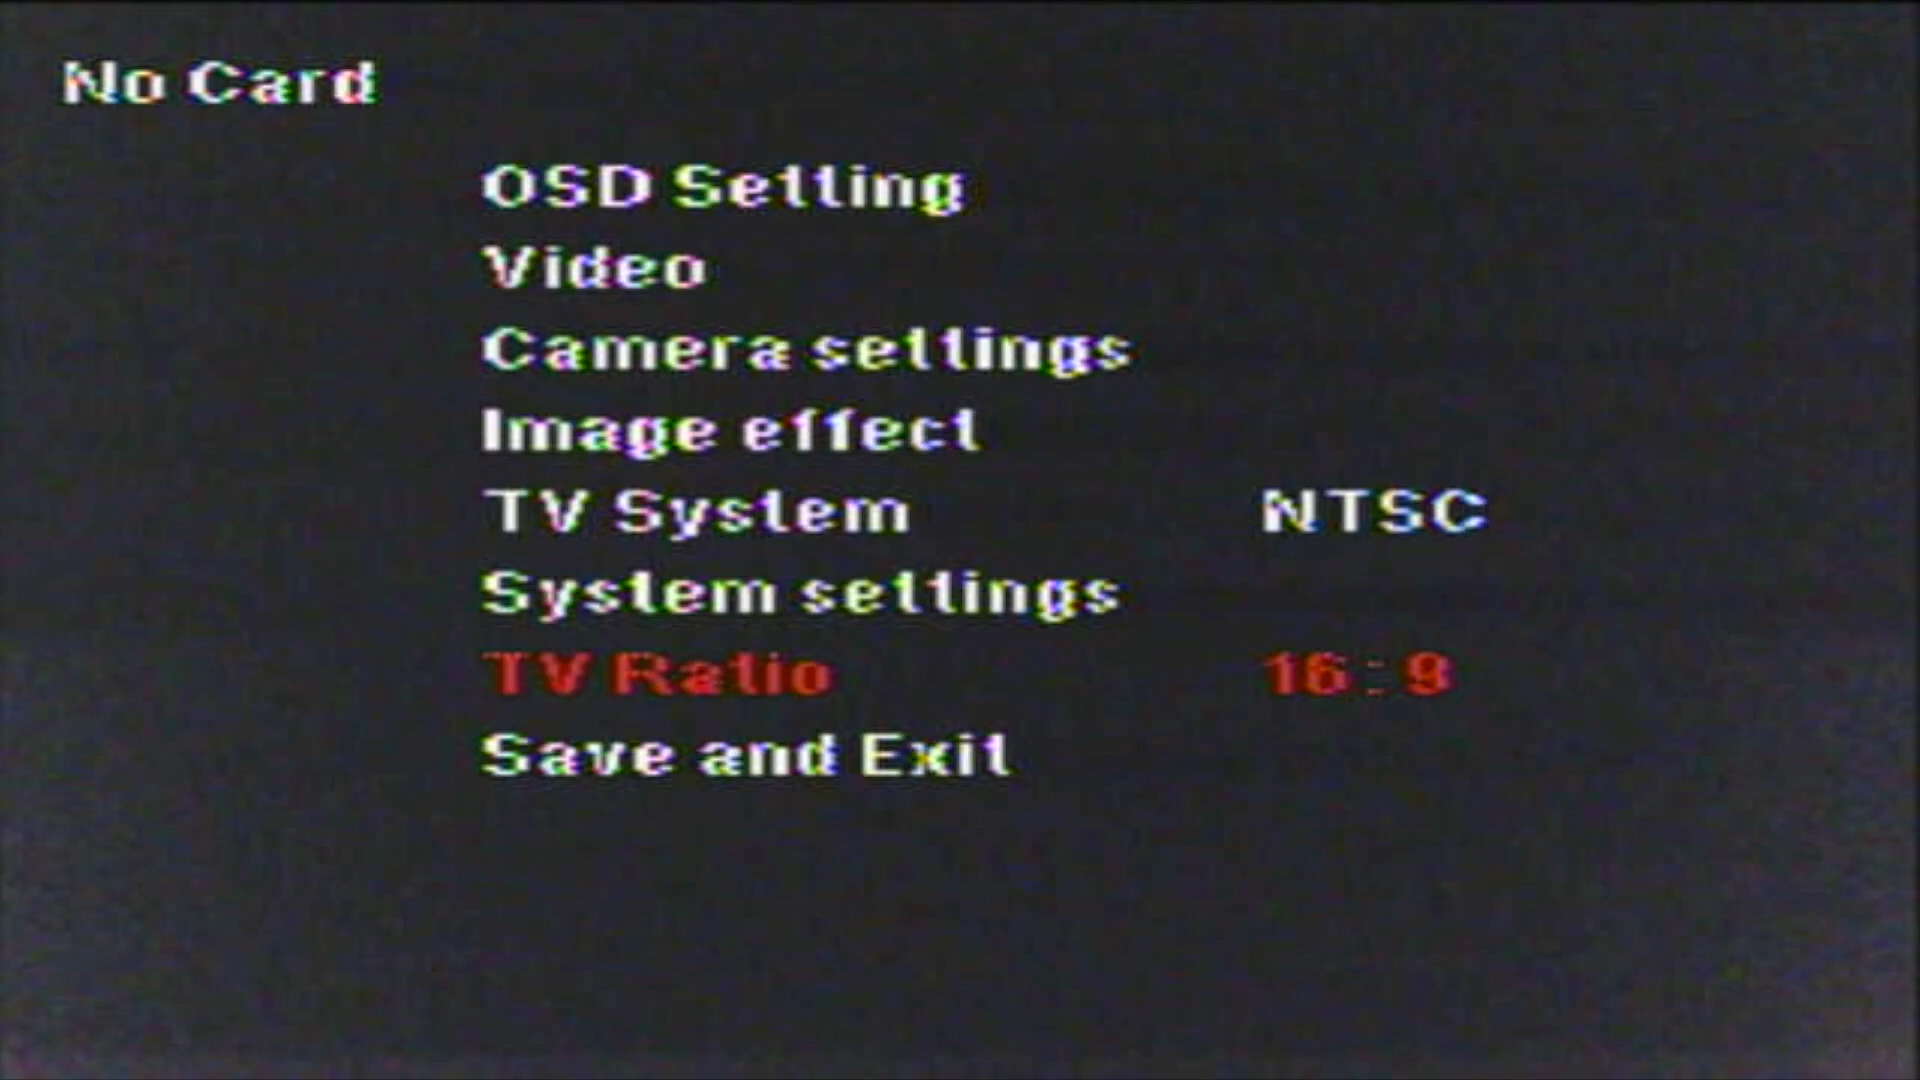 No Card
OSD Setting
Video
Camera settings
Image effect
TV System NTSC
System settings
TV Ratio 16:9
Save and Exit